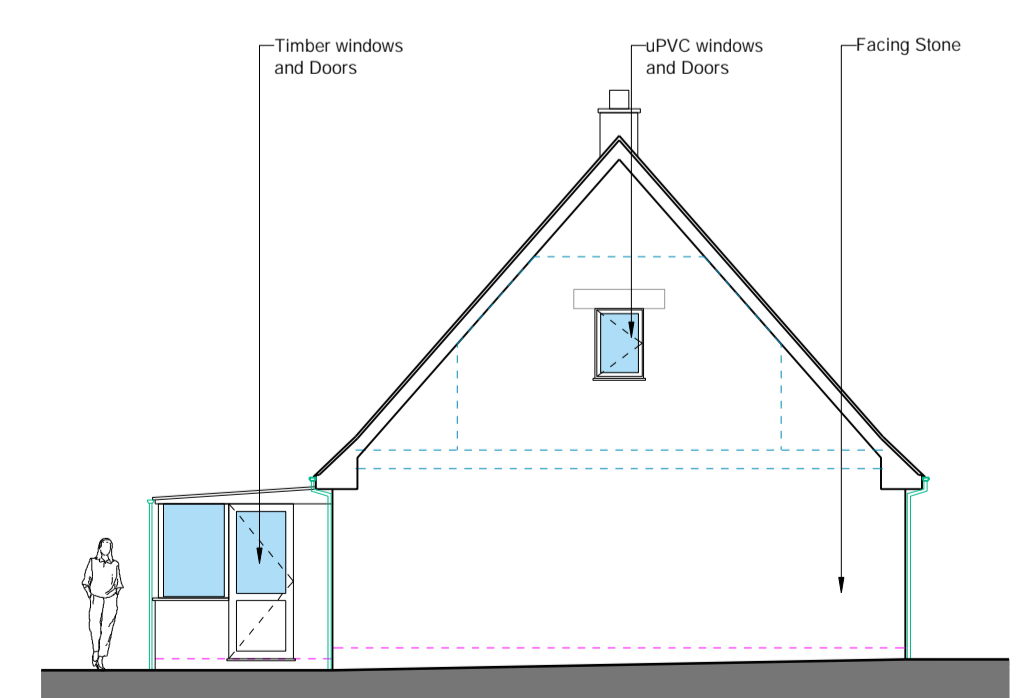 Timber windows
and Doors
uPVC windows
and Doors
Facing Stone